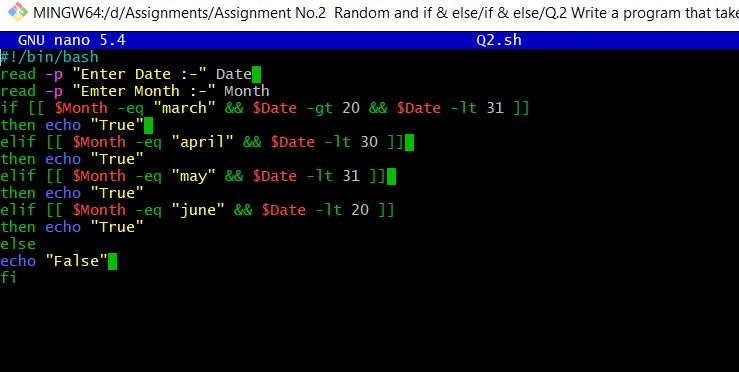 MINGW64:/d/Assignments/Assignment No.2  Random and if & else/if & else/Q.2 Write a program that take
GNU nano 5.4                                        Q2.sh
#!/bin/bash
read -p "Enter Date :-" Date
read -p "Emter Month :-" Month
if [[ $Month -eq "march" && $Date -gt 20 && $Date -lt 31 ]]
then echo "True"
elif [[ $Month -eq "april" && $Date -lt 30 ]]
then echo "True"
elif [[ $Month -eq "may" && $Date -lt 31 ]]
then echo "True"
elif [[ $Month -eq "june" && $Date -lt 20 ]]
then echo "True"
else
echo "False"
fi